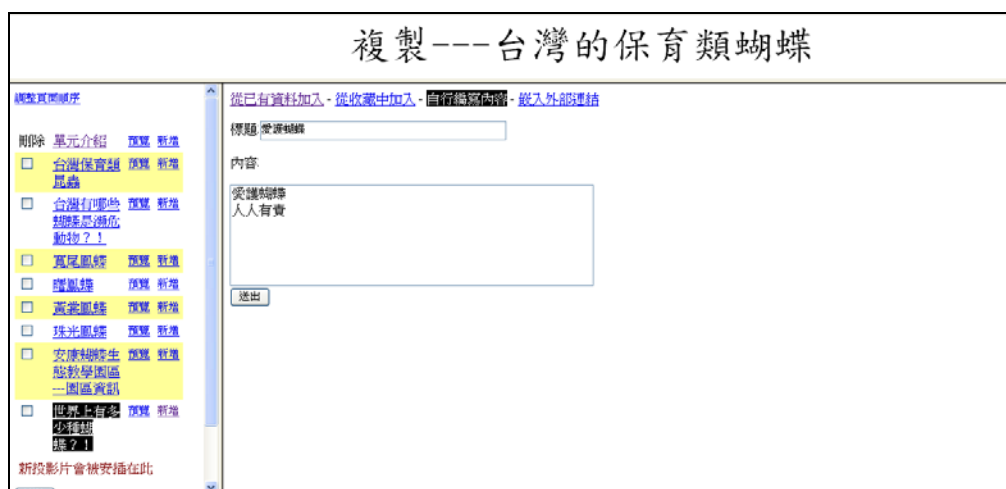 複製---台灣的保育類蝴蝶
調整頁面順序
刪除 單元介紹 預覽 新增
台灣保育類 預覽 新增
昆蟲
台灣有哪些 預覽 新增
蝴蝶是瀕危
動物？！
寬尾鳳蝶 預覽 新增
曙鳳蝶 預覽 新增
黃裳鳳蝶 預覽 新增
珠光鳳蝶 預覽 新增
安康蝴蝶生 預覽 新增
態教學園區
---園區資訊
世界上有多 預覽 新增
少種蝴
蝶？！
新投影片會被安插在此
從已有資料加入 - 從收藏中加入 - 自行編寫內容 - 嵌入外部連結
標題 愛護蝴蝶
內容:
愛護蝴蝶
人人有責
送出